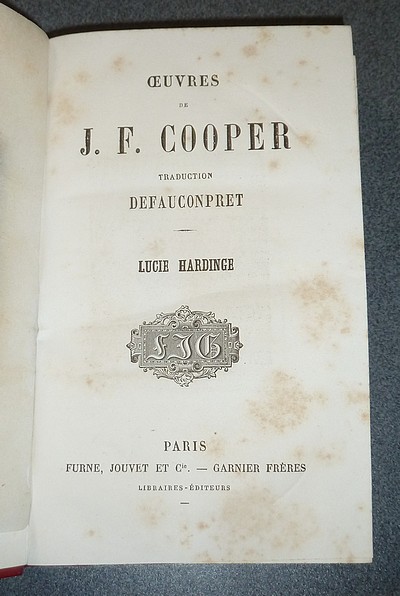 ŒUVRES
DE
J. F. COOPER
TRADUCTION
DEFAUCONPRET
LUCIE HARDINGE
FJG
PARIS
FURNE, JOUVET ET Cie. — GARNIER FRÈRES
LIBRAIRES-ÉDITEURS